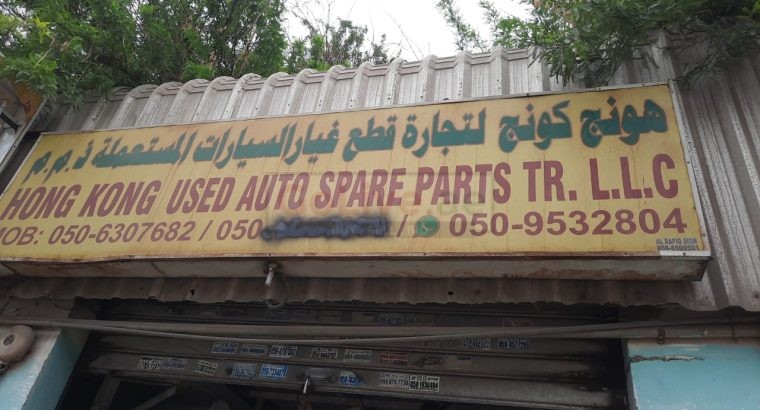 هونج كونج لتجارة قطع غيار السيارات المستعملة ذ.م.م
HONG KONG USED AUTO SPARE PARTS TR. L.L.C
MOB: 050-6307682 / 050 / 050-9532804
AL RAFIQ SIGN